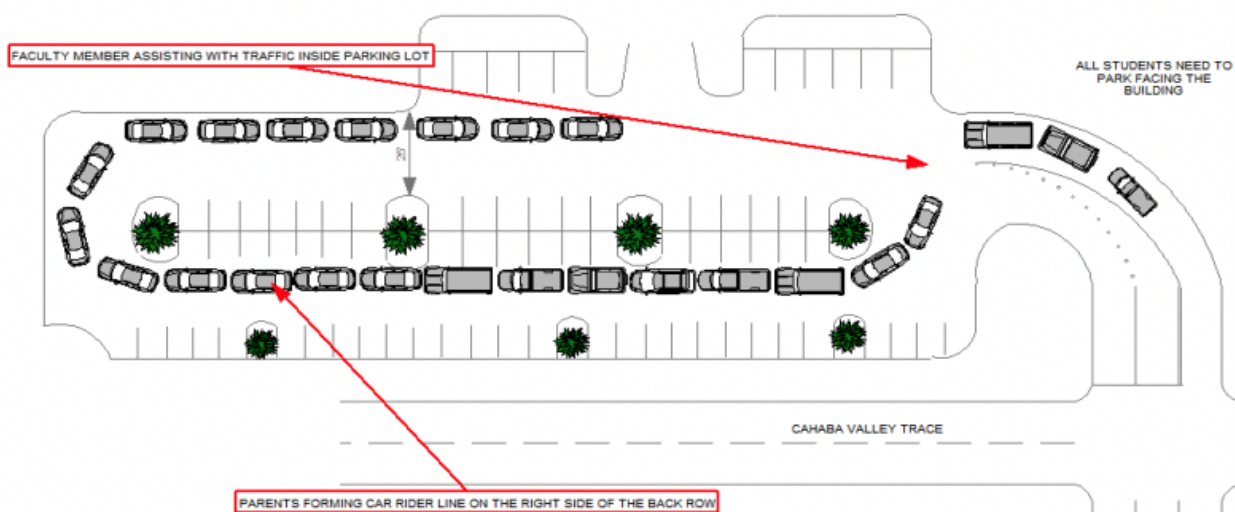 FACULTY MEMBER ASSISTING WITH TRAFFIC INSIDE PARKING LOT
ALL STUDENTS NEED TO
PARK FACING THE
BUILDING
26'
CAHABA VALLEY TRACE
PARENTS FORMING CAR RIDER LINE ON THE RIGHT SIDE OF THE BACK ROW